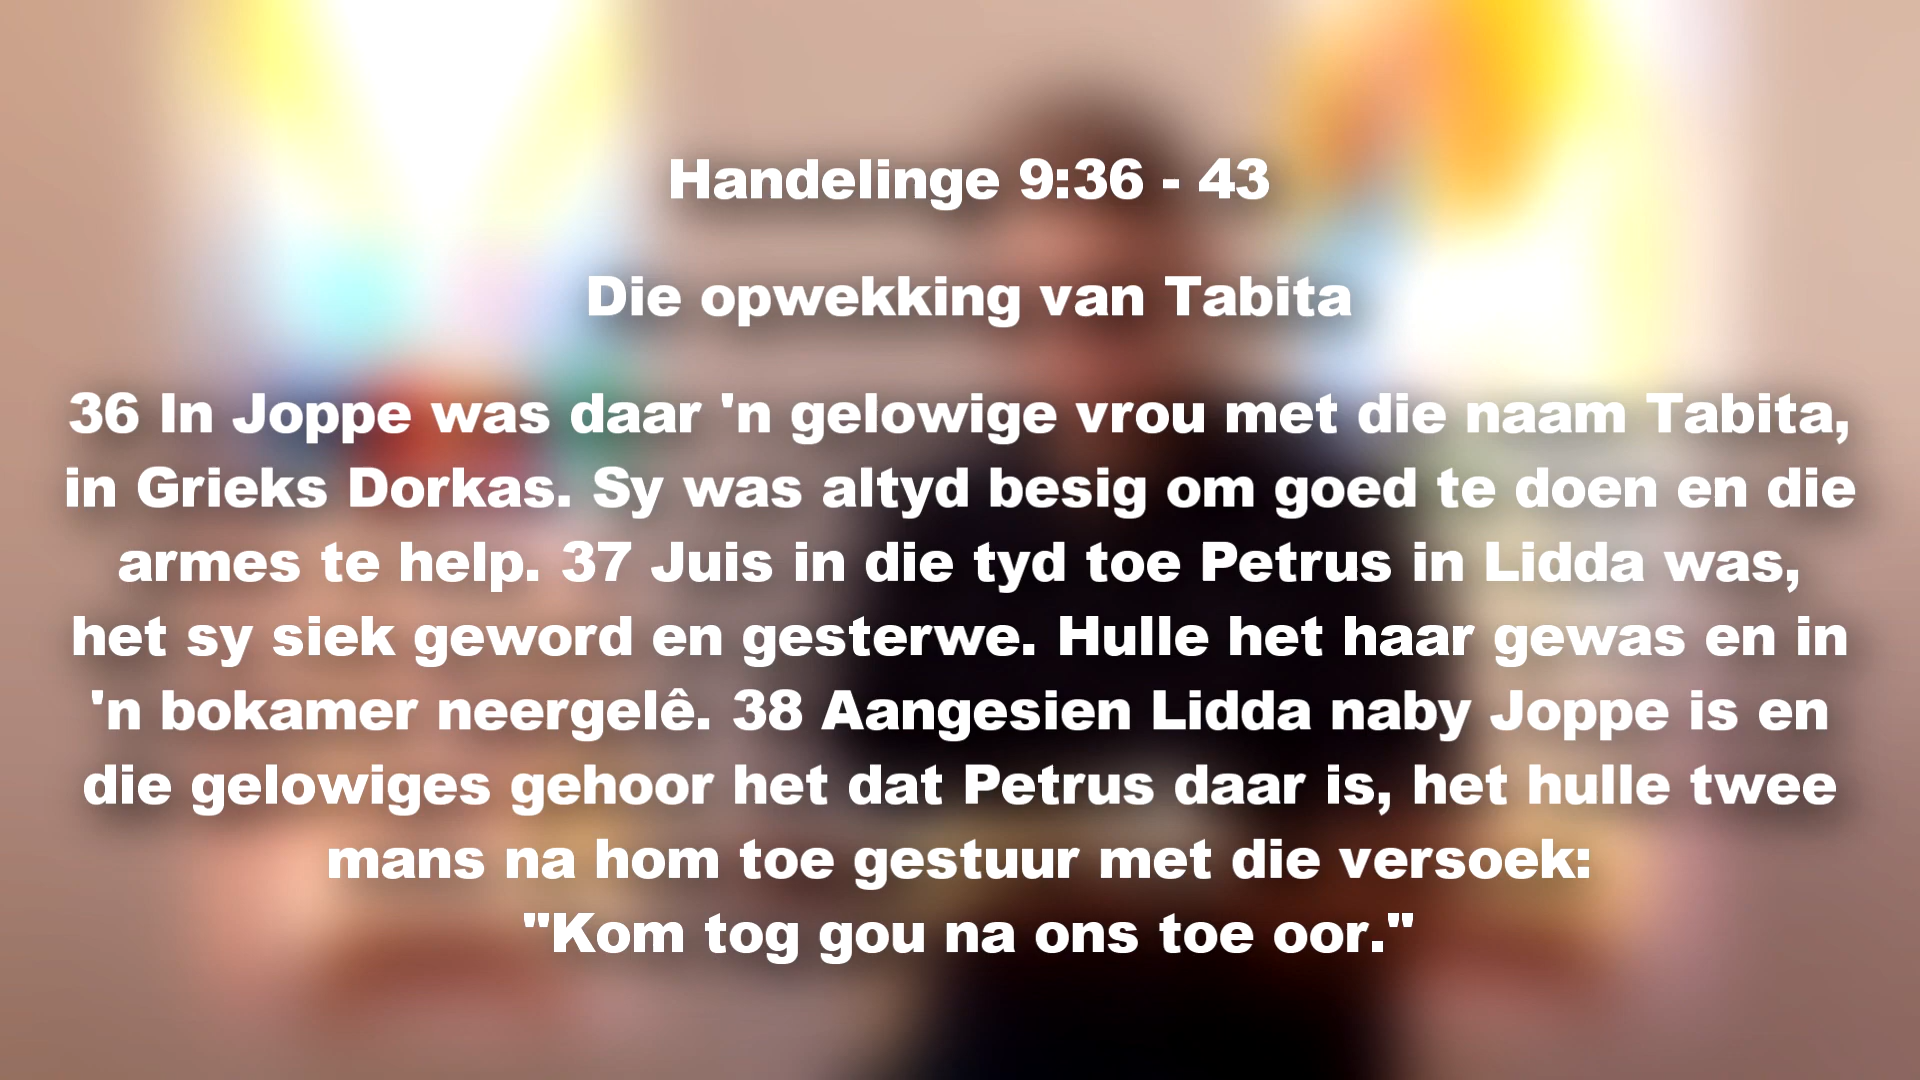 Handelinge 9:36 - 43
Die opwekking van Tabita
36 In Joppe was daar 'n gelowige vrou met die naam Tabita,
in Grieks Dorkas. Sy was altyd besig om goed te doen en die
armes te help. 37 Juis in die tyd toe Petrus in Lidda was,
het sy siek geword en gesterwe. Hulle het haar gewas en in
'n bokamer neergelê. 38 Aangesien Lidda naby Joppe is en
die gelowiges gehoor het dat Petrus daar is, het hulle twee
mans na hom toe gestuur met die versoek:
"Kom tog gou na ons toe oor."